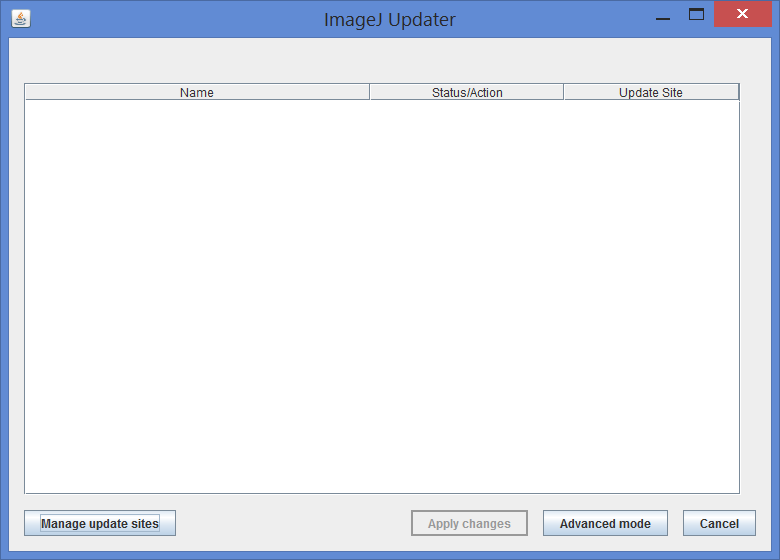 ImageJ Updater
Name Status/Action Update Site
Manage update sites Apply changes Advanced mode Cancel